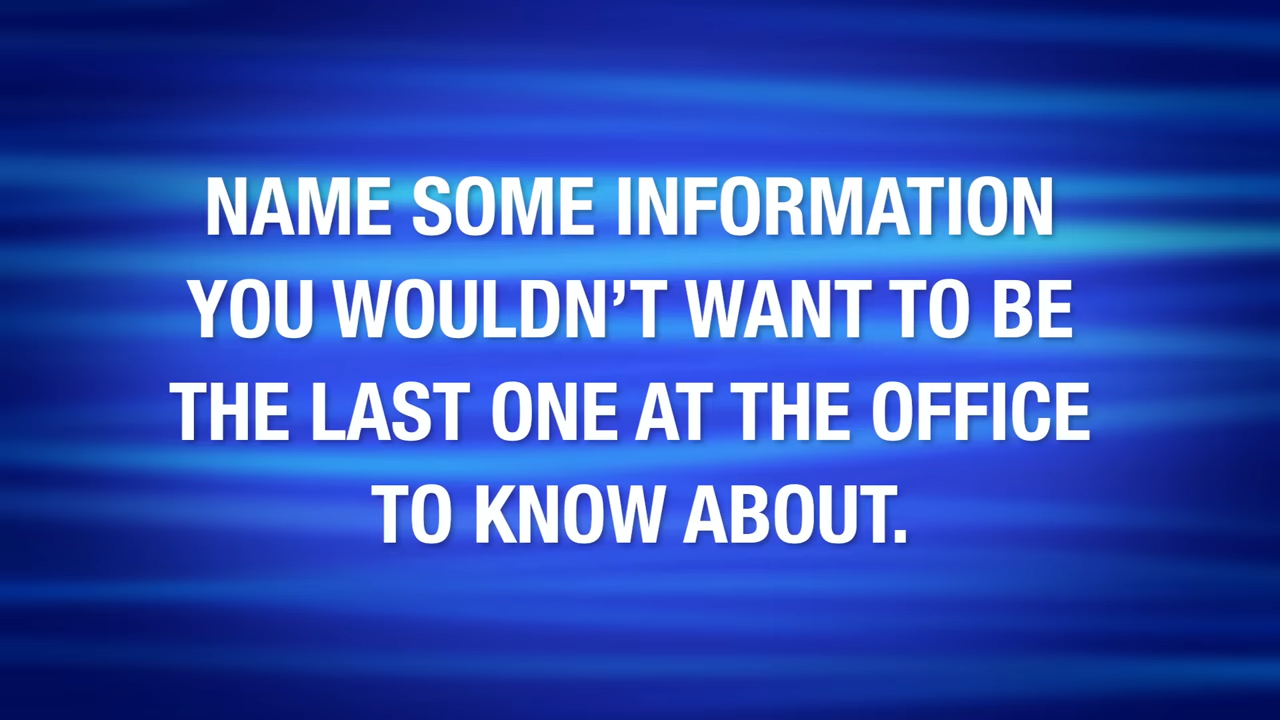 NAME SOME INFORMATION
YOU WOULDN’T WANT TO BE
THE LAST ONE AT THE OFFICE
TO KNOW ABOUT.